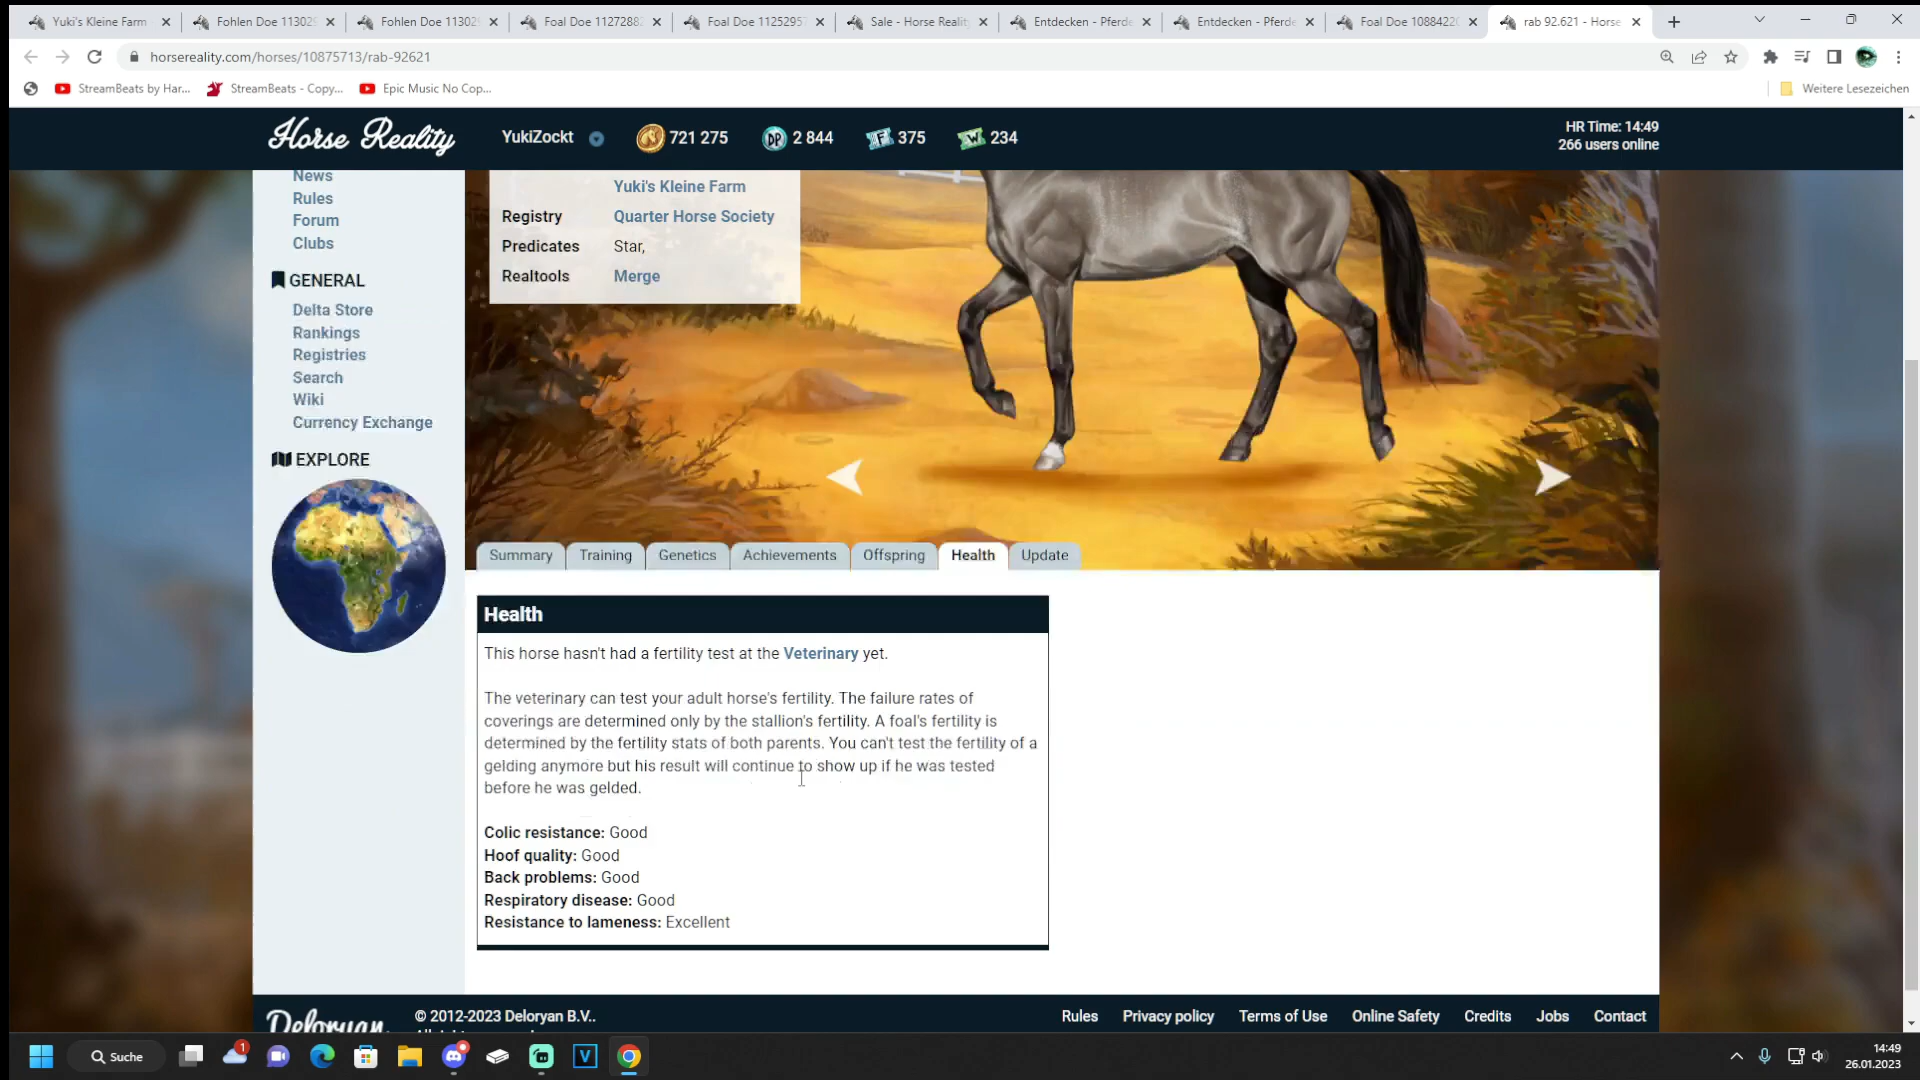 Yuki's Kleine Farm
Fohlen Doe 113029
Fohlen Doe 113029
Foal Doe 11272882
Foal Doe 11252957
Sale - Horse Reality
Entdecken - Pferde
Entdecken - Pferde
Foal Doe 10884220
rab 92.621 - Horse
horsereality.com/horses/10875713/rab-92621
StreamBeats by Har...
StreamBeats - Copy...
Epic Music No Cop...
Weitere Lesezeichen
Horse Reality
YukiZockt
721 275
DP
2 844
F
375
W
234
HR Time: 14:49
266 users online
News
Rules
Forum
Clubs
GENERAL
Delta Store
Rankings
Registries
Search
Wiki
Currency Exchange
EXPLORE
Yuki's Kleine Farm
Registry Quarter Horse Society
Predicates Star,
Realtools Merge
Summary
Training
Genetics
Achievements
Offspring
Health
Update
Health
This horse hasn't had a fertility test at the Veterinary yet.
The veterinary can test your adult horse's fertility. The failure rates of
coverings are determined only by the stallion's fertility. A foal's fertility is
determined by the fertility stats of both parents. You can't test the fertility of a
gelding anymore but his result will continue to show up if he was tested
before he was gelded.
Colic resistance: Good
Hoof quality: Good
Back problems: Good
Respiratory disease: Good
Resistance to lameness: Excellent
Deloryan
© 2012-2023 Deloryan B.V..
Rules
Privacy policy
Terms of Use
Online Safety
Credits
Jobs
Contact
Suche
1
V
14:49
26.01.2023